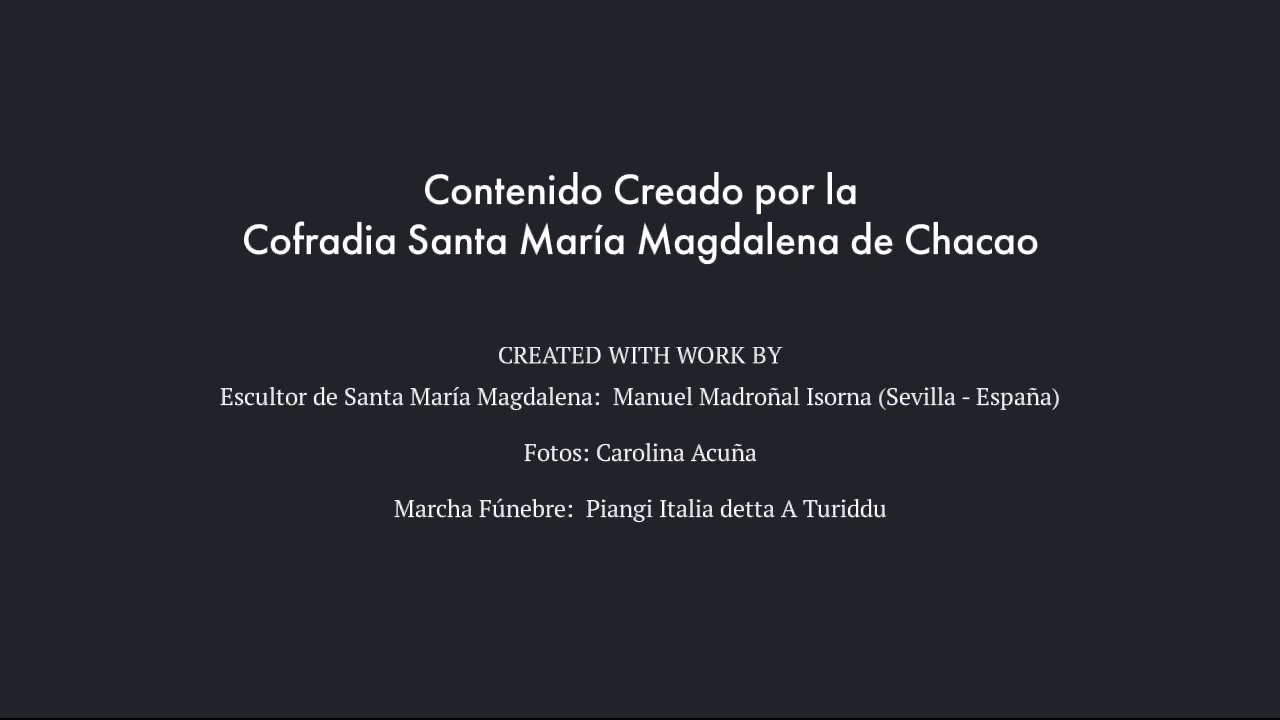 Contenido Creado por la
Cofradia Santa María Magdalena de Chacao
CREATED WITH WORK BY
Escultor de Santa María Magdalena: Manuel Madroñal Isorna (Sevilla - España)
Fotos: Carolina Acuña
Marcha Fúnebre: Piangi Italia detta A Turiddu